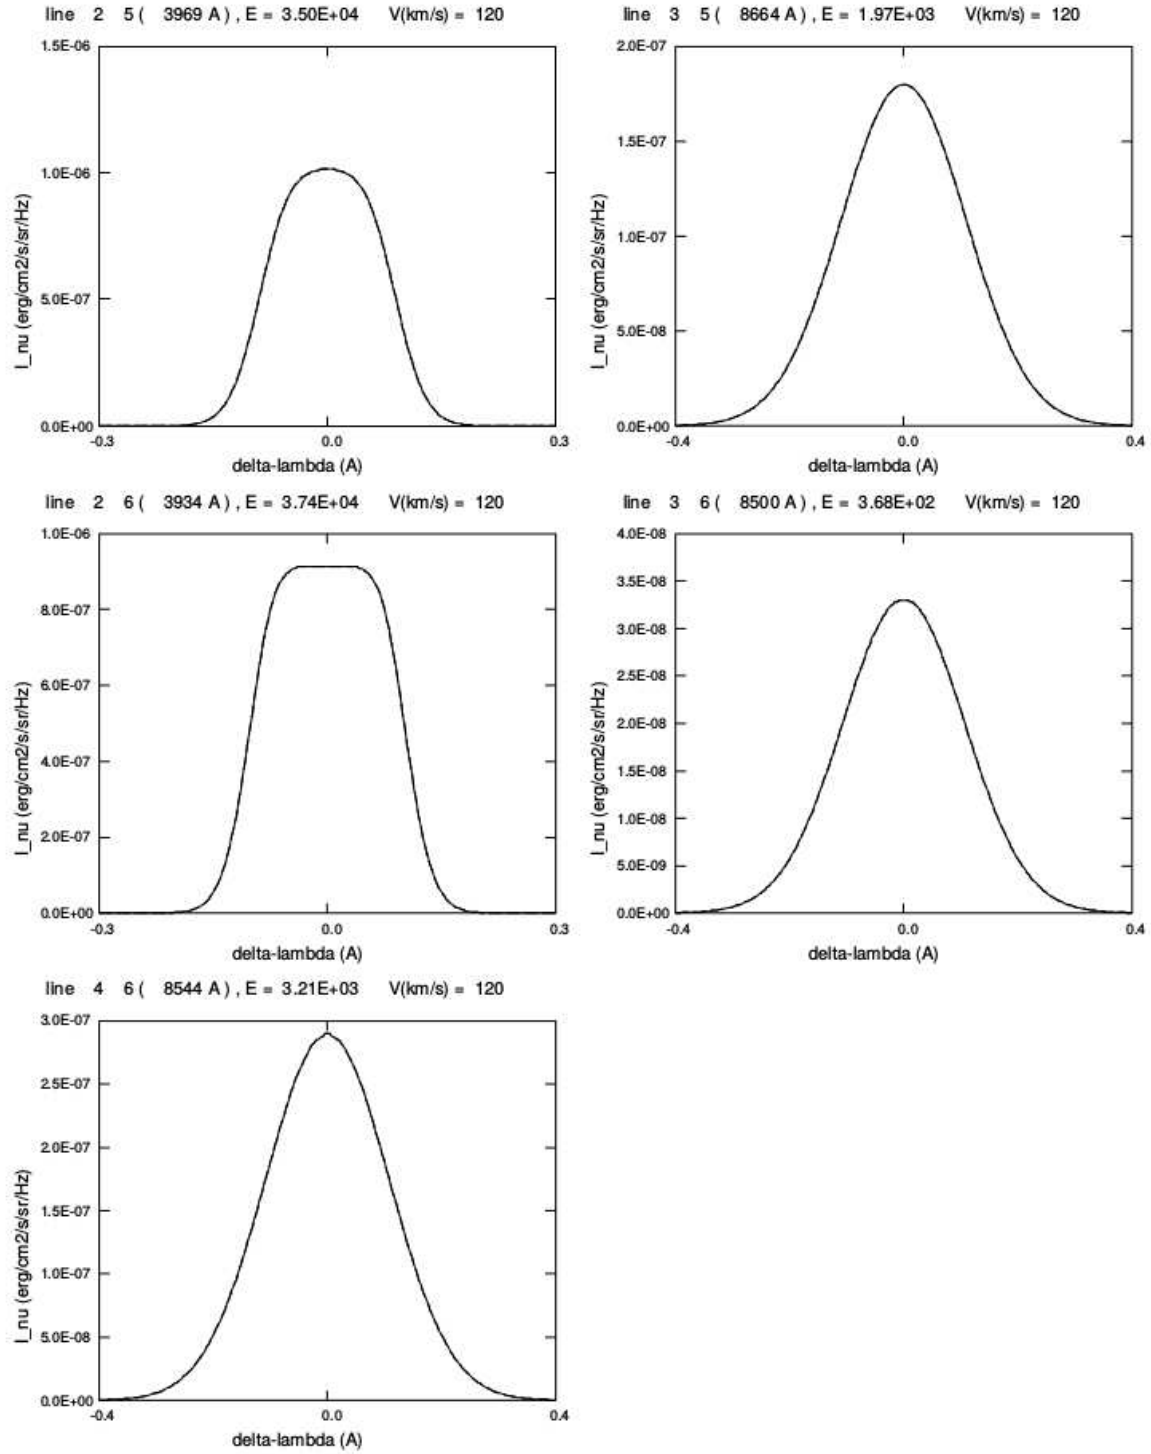 line 2 5 ( 3969 A ) , E = 3.50E+04 V(km/s) = 120
1.5E-06
1.0E-06
5.0E-07
0.0E+00
I_nu (erg/cm2/s/sr/Hz)
-0.3 0.0 0.3
delta-lambda (A)
line 3 5 ( 8664 A ) , E = 1.97E+03 V(km/s) = 120
2.0E-07
1.5E-07
1.0E-07
5.0E-08
0.0E+00
I_nu (erg/cm2/s/sr/Hz)
-0.4 0.0 0.4
delta-lambda (A)
line 2 6 ( 3934 A ) , E = 3.74E+04 V(km/s) = 120
1.0E-06
8.0E-07
6.0E-07
4.0E-07
2.0E-07
0.0E+00
I_nu (erg/cm2/s/sr/Hz)
-0.3 0.0 0.3
delta-lambda (A)
line 3 6 ( 8500 A ) , E = 3.68E+02 V(km/s) = 120
4.0E-08
3.5E-08
3.0E-08
2.5E-08
2.0E-08
1.5E-08
1.0E-08
5.0E-09
0.0E+00
I_nu (erg/cm2/s/sr/Hz)
-0.4 0.0 0.4
delta-lambda (A)
line 4 6 ( 8544 A ) , E = 3.21E+03 V(km/s) = 120
3.0E-07
2.5E-07
2.0E-07
1.5E-07
1.0E-07
5.0E-08
0.0E+00
I_nu (erg/cm2/s/sr/Hz)
-0.4 0.0 0.4
delta-lambda (A)